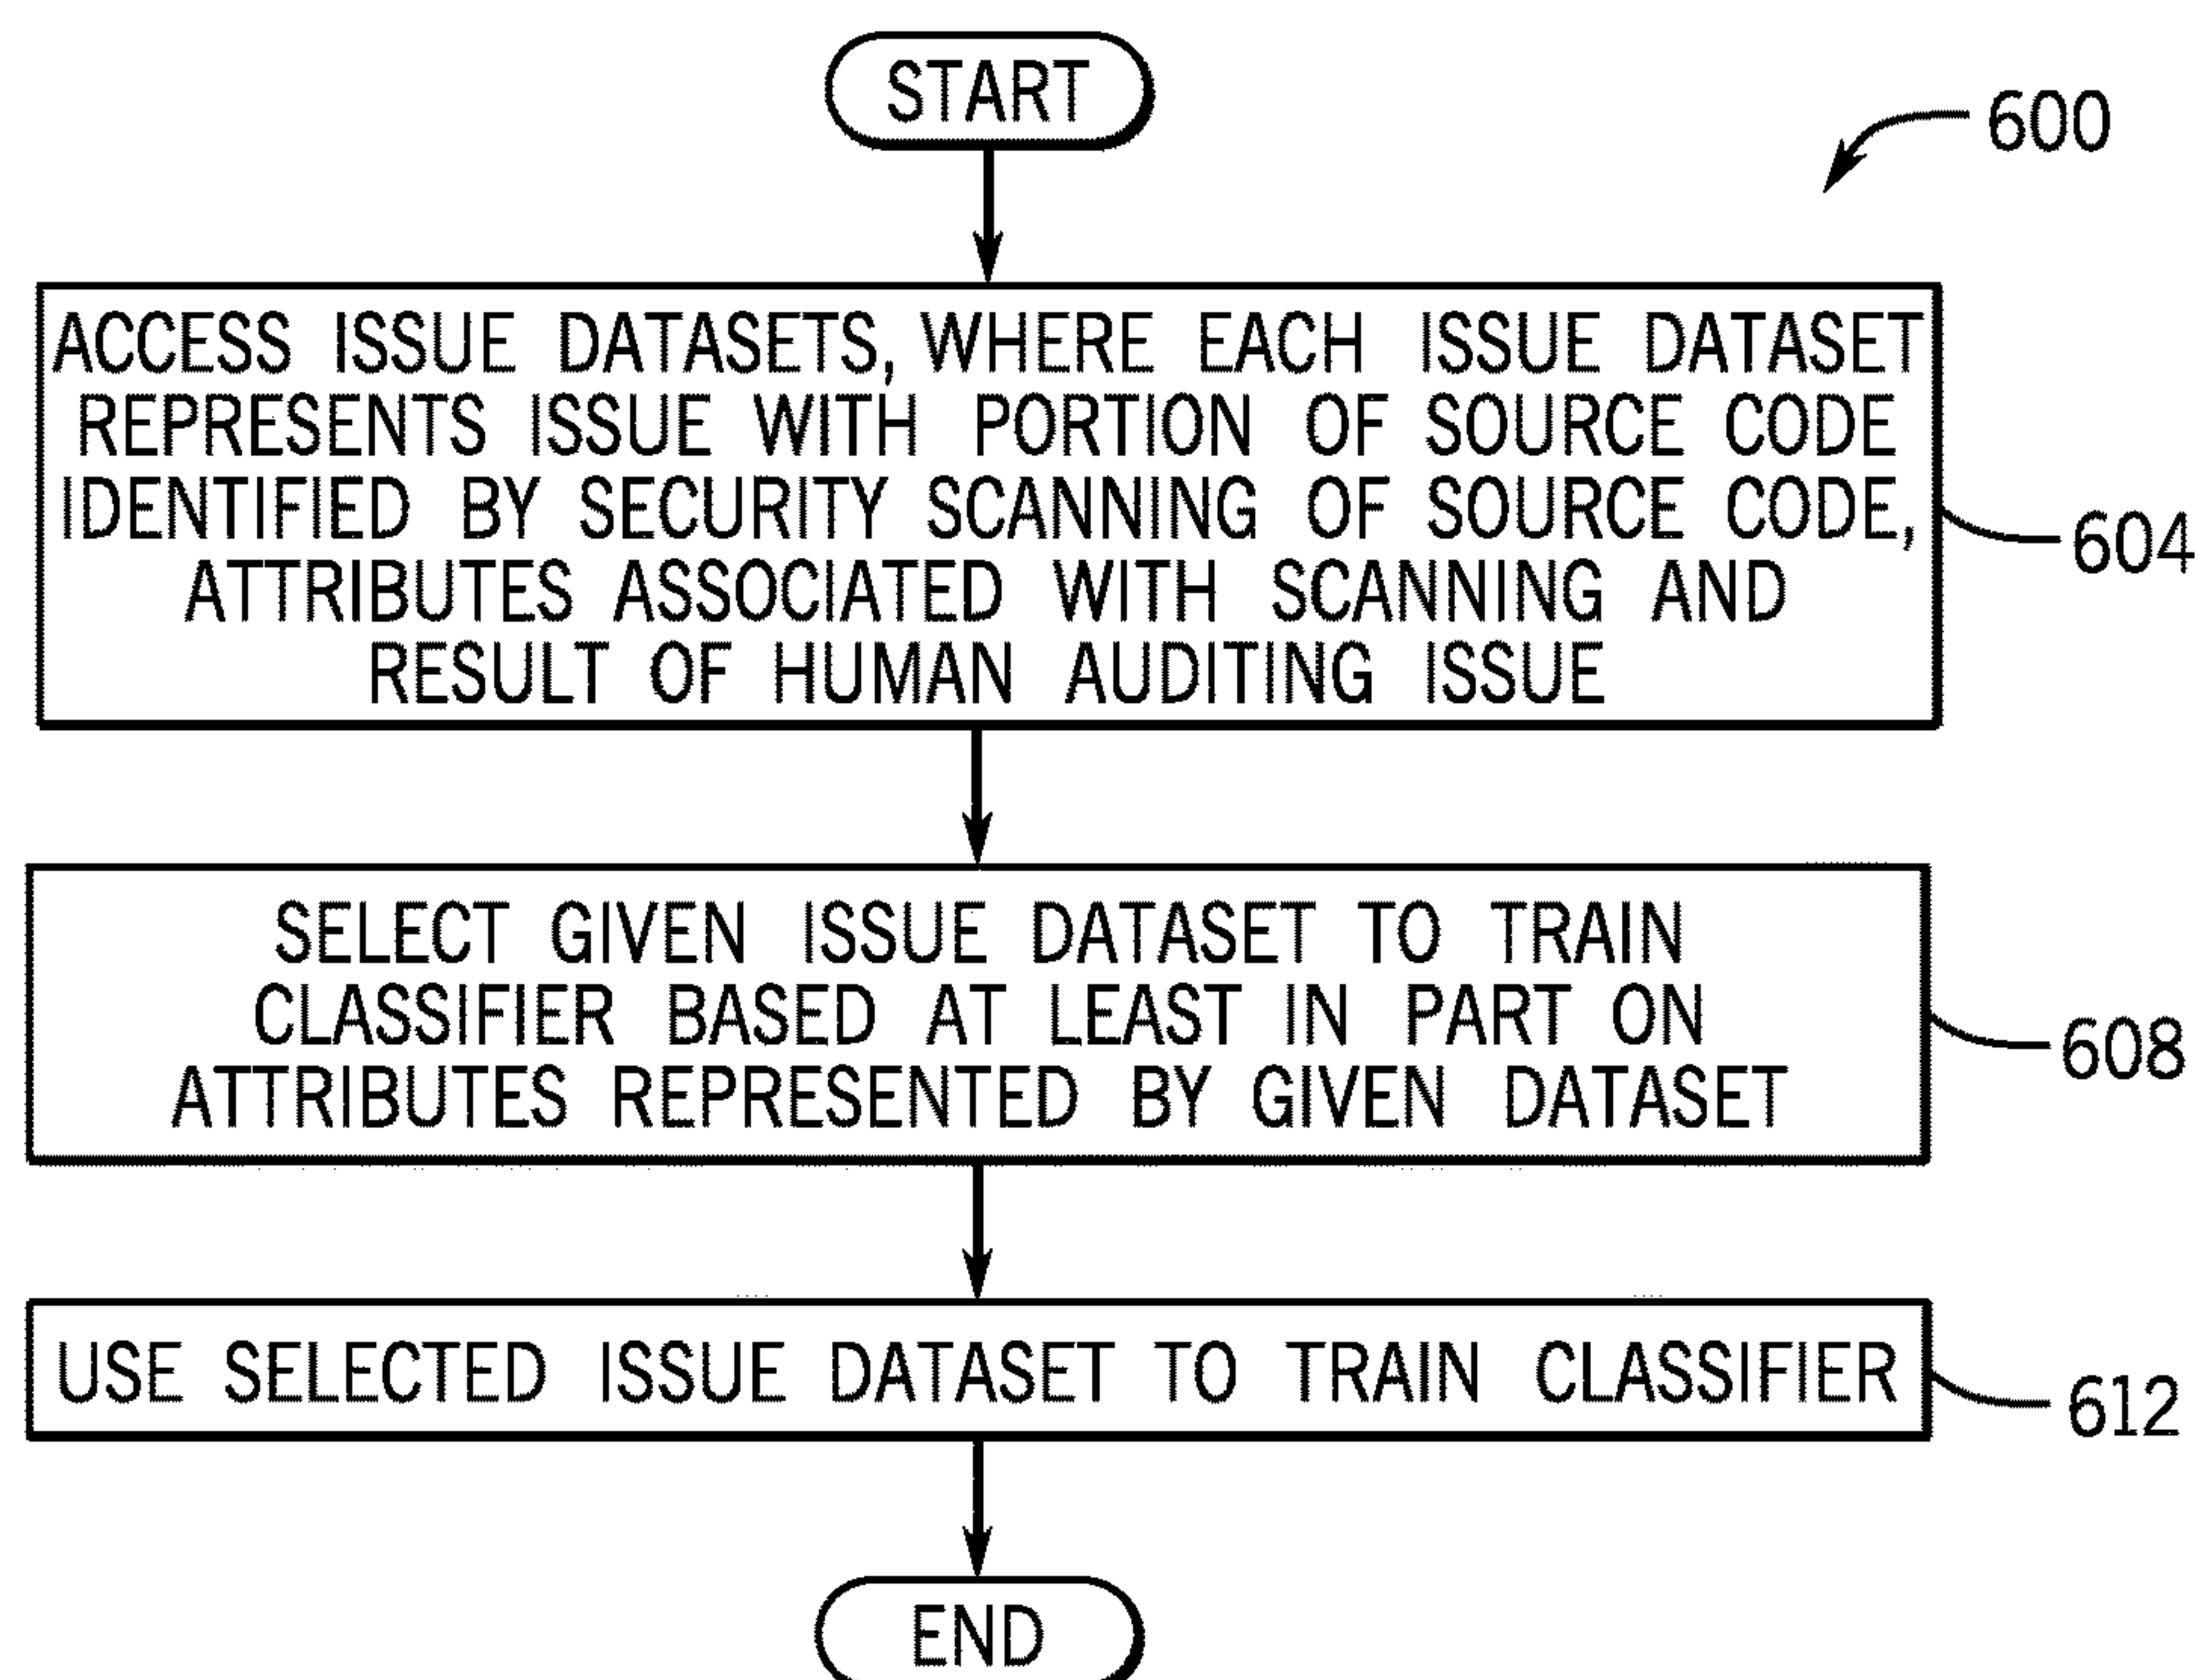 START
600
ACCESS ISSUE DATASETS, WHERE EACH ISSUE DATASET
REPRESENTS ISSUE WITH PORTION OF SOURCE CODE
IDENTIFIED BY SECURITY SCANNING OF SOURCE CODE,
ATTRIBUTES ASSOCIATED WITH SCANNING AND
RESULT OF HUMAN AUDITING ISSUE
604
SELECT GIVEN ISSUE DATASET TO TRAIN
CLASSIFIER BASED AT LEAST IN PART ON
ATTRIBUTES REPRESENTED BY GIVEN DATASET
608
USE SELECTED ISSUE DATASET TO TRAIN CLASSIFIER
612
END